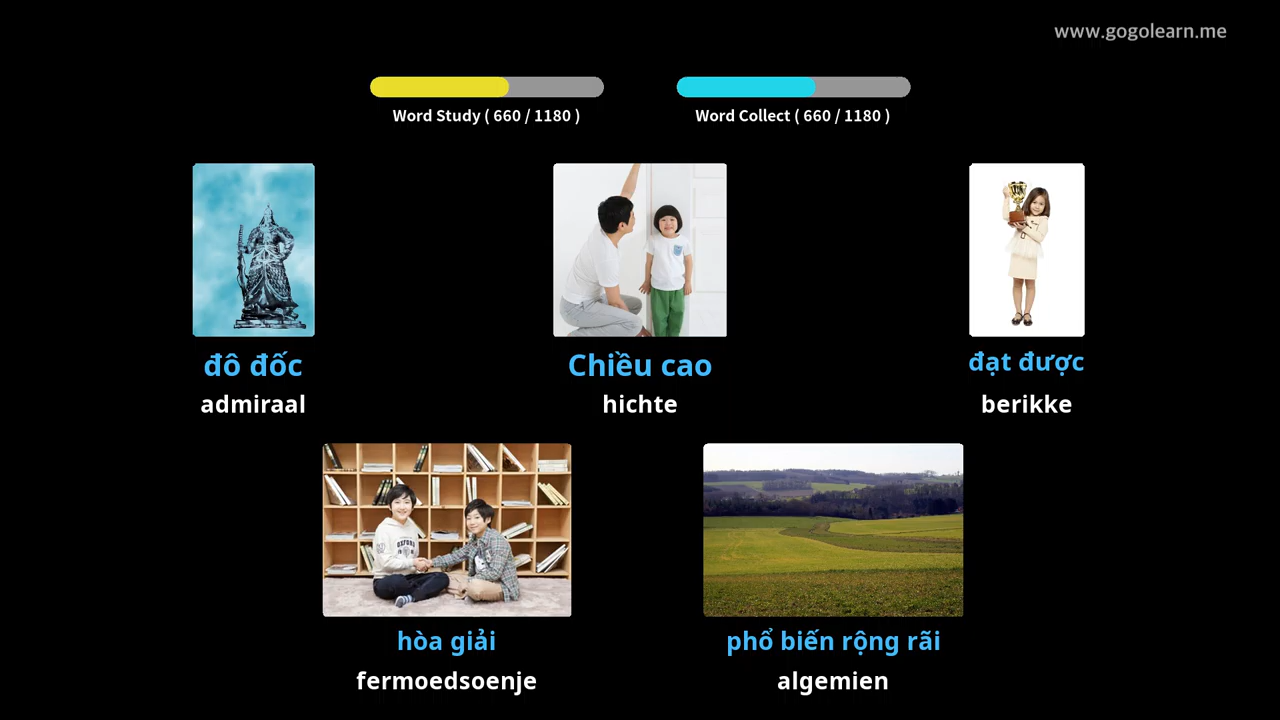 www.gogolearn.me
Word Study ( 660 / 1180 )
Word Collect ( 660 / 1180 )
đô đốc
admiraal
Chiều cao
hichte
đạt được
berikke
OXFORD
hòa giải
fermoedsoenje
phổ biến rộng rãi
algemien